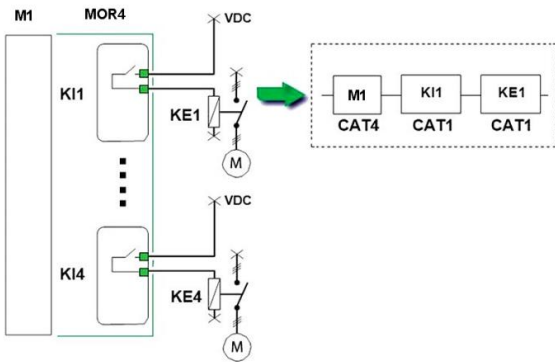 M1 MOR4
VDC
KI1
KE1
M
VDC
KI4
KE4
M
M1 KI1 KE1
CAT4 CAT1 CAT1